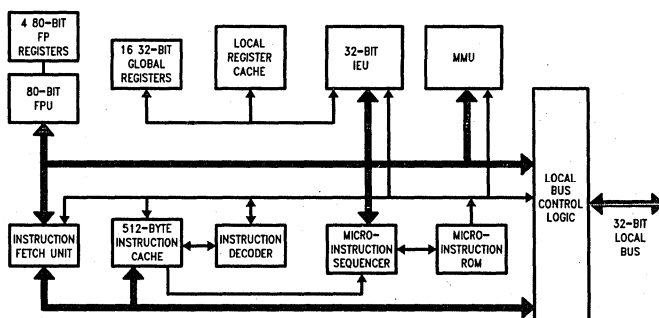 4 80-BIT
FP
REGISTERS
80-BIT
FPU
16 32-BIT
GLOBAL
REGISTERS
LOCAL
REGISTER
CACHE
32-BIT
IEU
MMU
LOCAL
BUS
CONTROL
LOGIC
32-BIT
LOCAL
BUS
INSTRUCTION
FETCH UNIT
512-BYTE
INSTRUCTION
CACHE
INSTRUCTION
DECODER
MICRO-
INSTRUCTION
SEQUENCER
MICRO-
INSTRUCTION
ROM